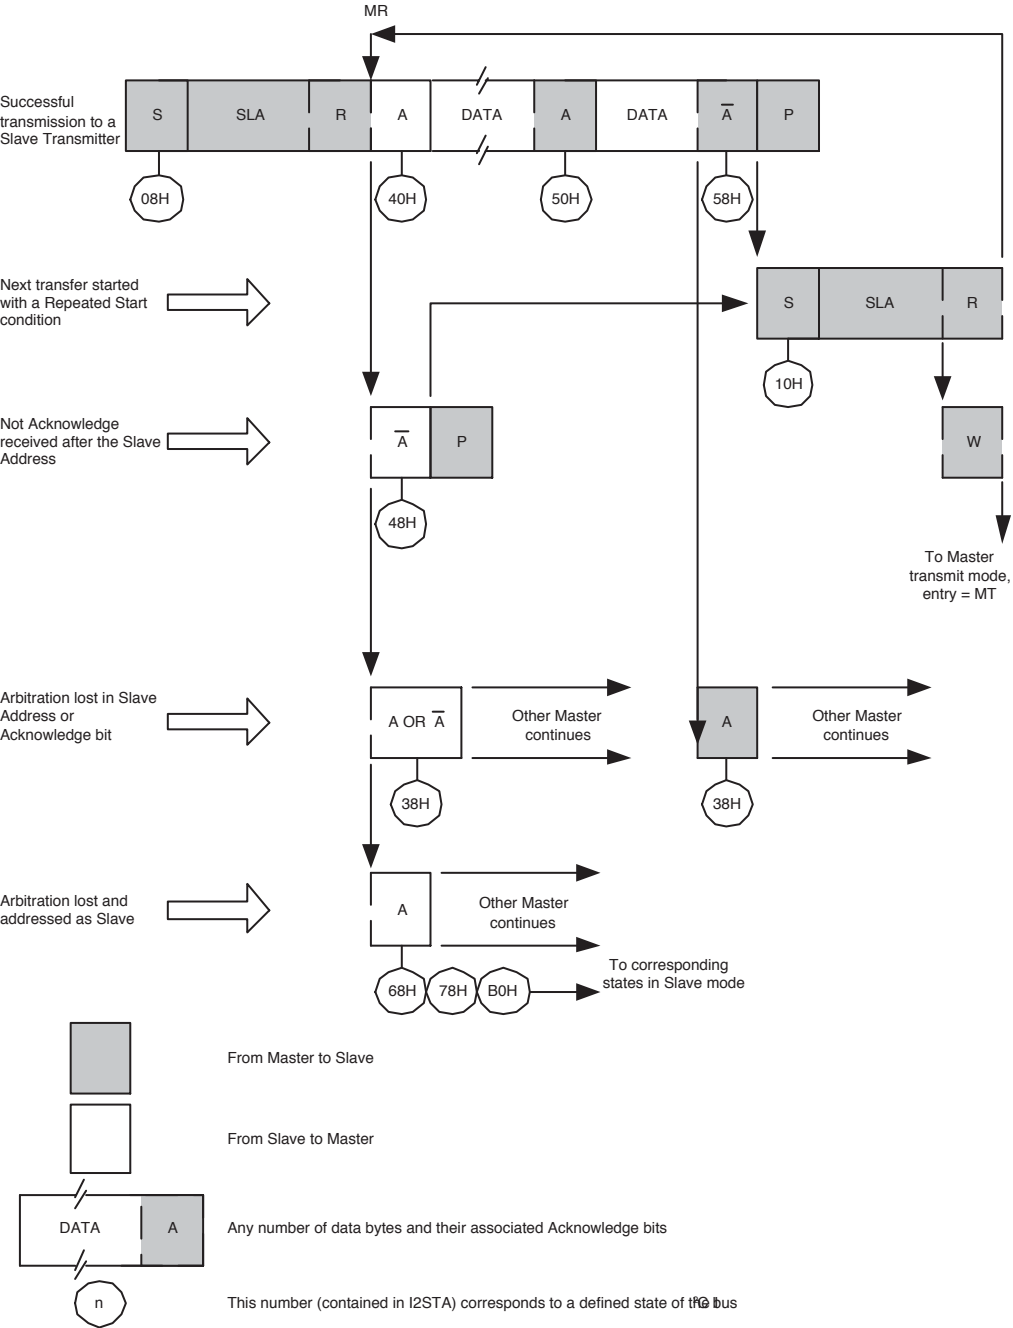 MR
Successful
transmission to a
Slave Transmitter
S SLA R A DATA A DATA A̅ P
08H 40H 50H 58H
Next transfer started
with a Repeated Start
condition
S SLA R
10H
Not Acknowledge
received after the Slave
Address
A̅ P
W
48H
To Master
transmit mode,
entry = MT
Arbitration lost in Slave
Address or
Acknowledge bit
A OR A̅
Other Master
continues
A
Other Master
continues
38H 38H
Arbitration lost and
addressed as Slave
A
Other Master
continues
68H 78H B0H
To corresponding
states in Slave mode
From Master to Slave
From Slave to Master
DATA A
Any number of data bytes and their associated Acknowledge bits
n
This number (contained in I2STA) corresponds to a defined state of the bus